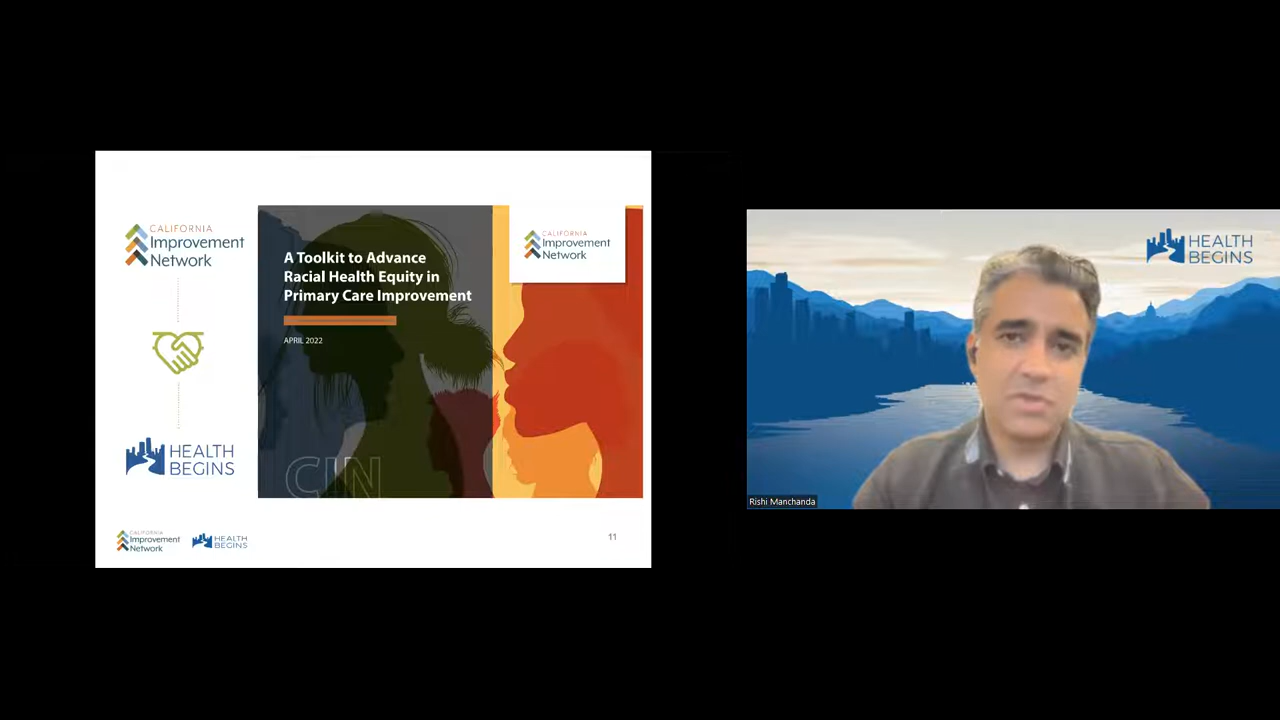 CALIFORNIA
Improvement
Network
HEALTH
BEGINS
A Toolkit to Advance
Racial Health Equity in
Primary Care Improvement
APRIL 2022
CIN
CALIFORNIA
Improvement
Network
CALIFORNIA
Improvement
Network
HEALTH
BEGINS
11
HEALTH
BEGINS
Rishi Manchanda